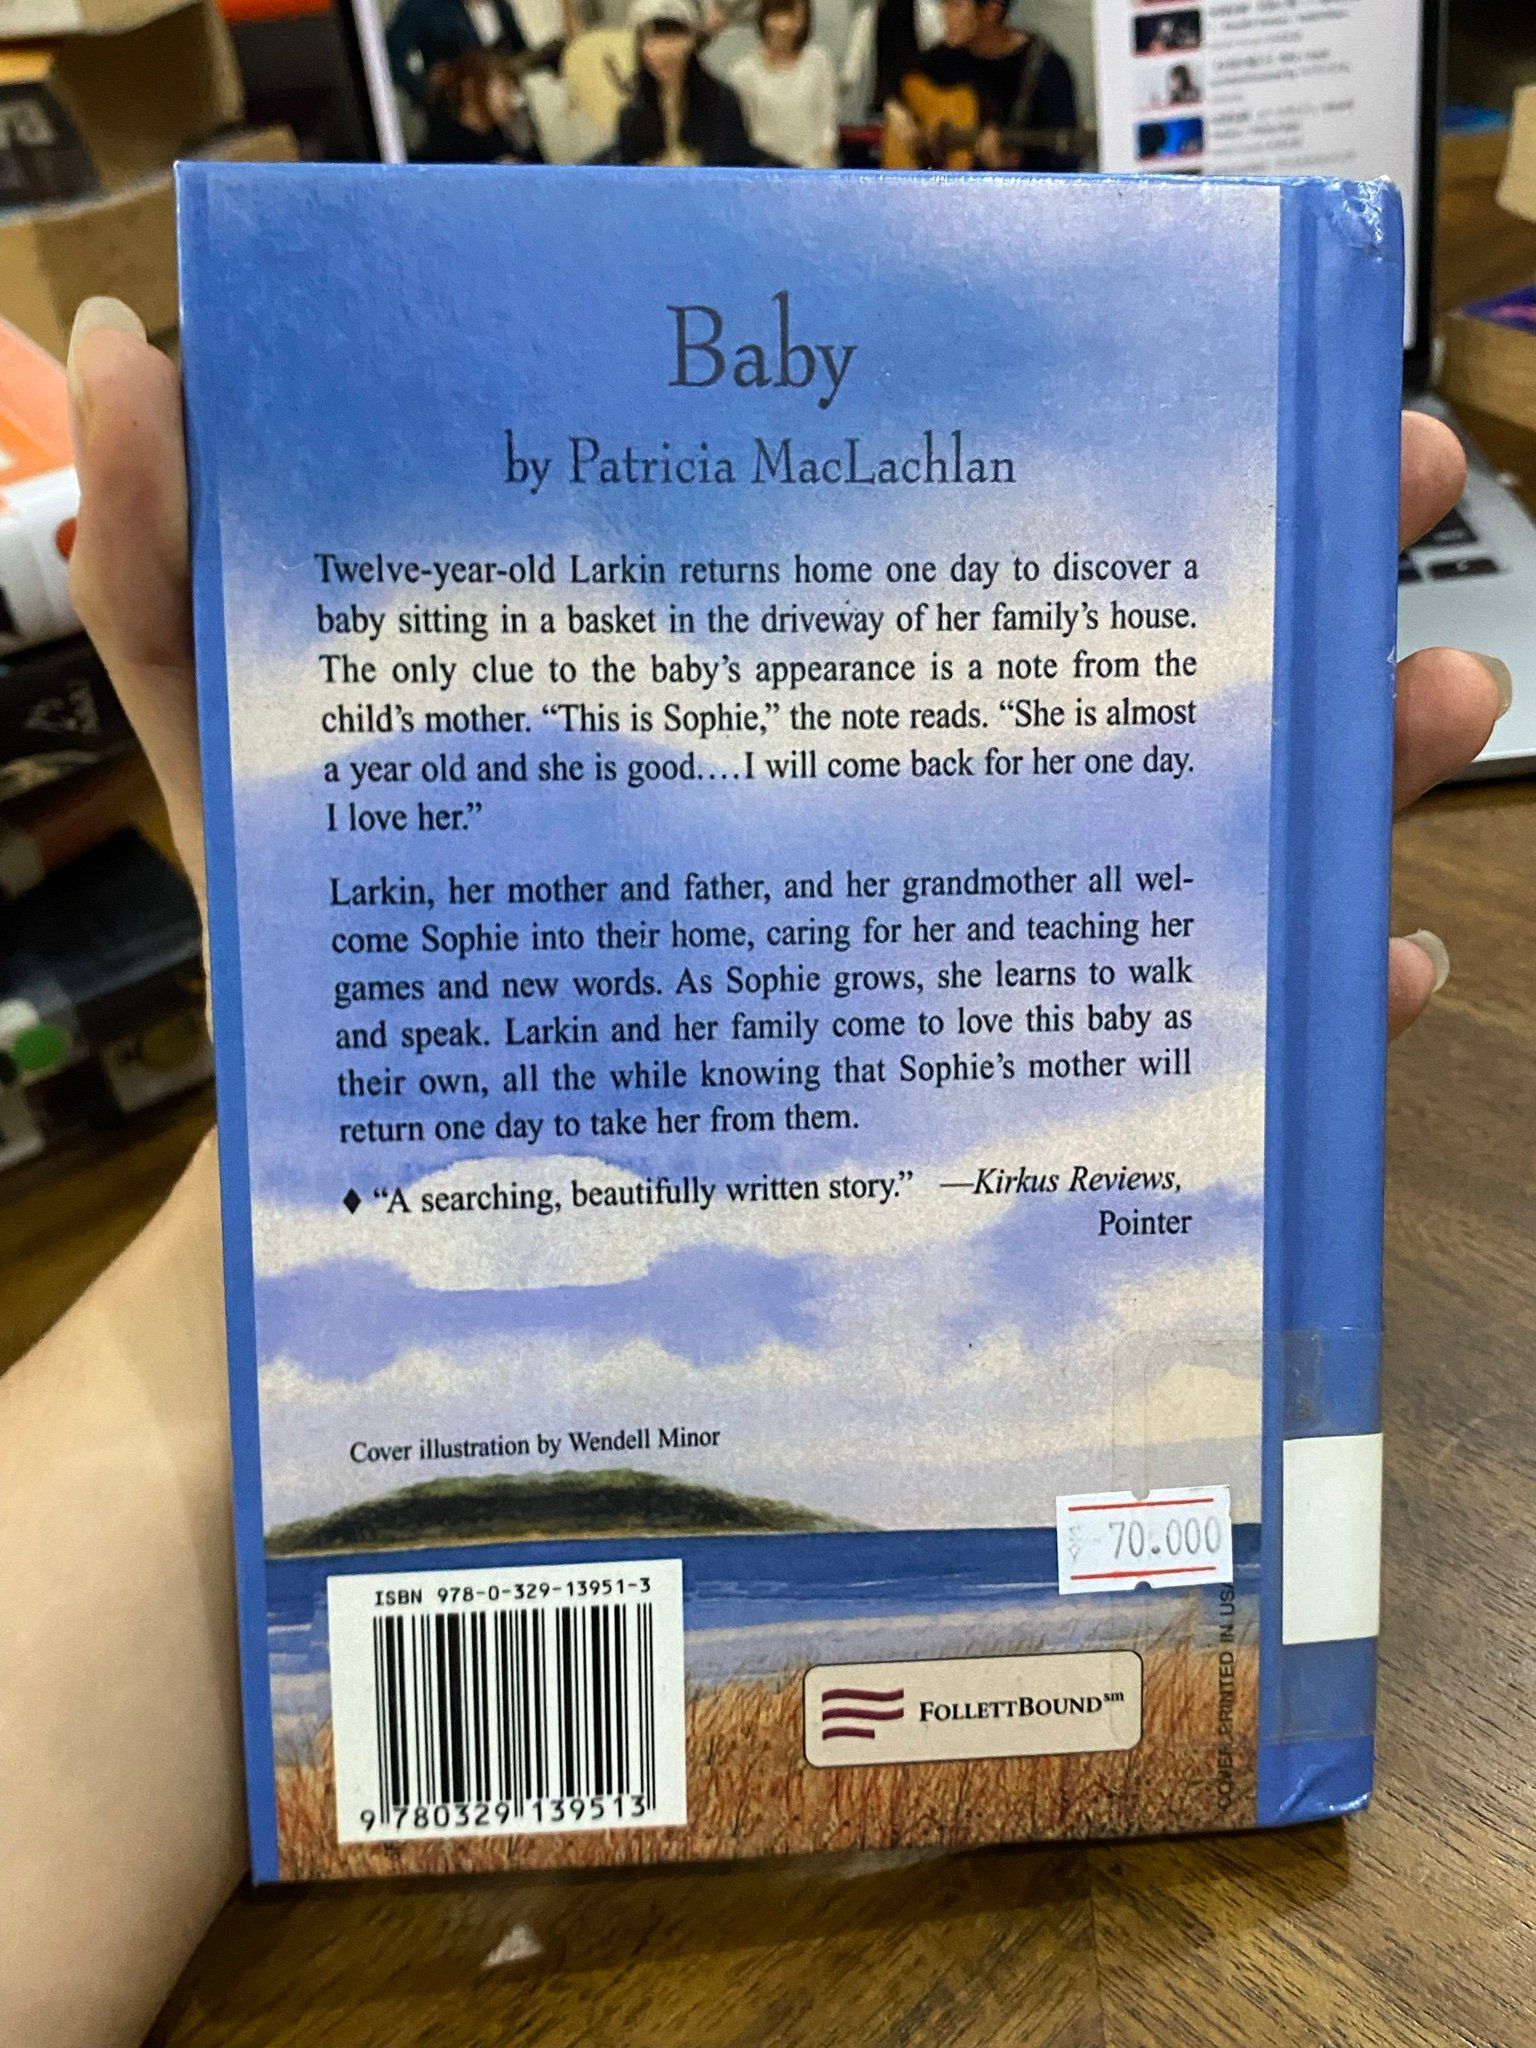 Baby
by Patricia MacLachlan
Twelve-year-old Larkin returns home one day to discover a
baby sitting in a basket in the driveway of her family’s house.
The only clue to the baby’s appearance is a note from the
child’s mother. “This is Sophie,” the note reads. “She is almost
a year old and she is good....I will come back for her one day.
I love her.”
Larkin, her mother and father, and her grandmother all wel-
come Sophie into their home, caring for her and teaching her
games and new words. As Sophie grows, she learns to walk
and speak. Larkin and her family come to love this baby as
their own, all the while knowing that Sophie’s mother will
return one day to take her from them.
♦ “A searching, beautifully written story.” —Kirkus Reviews,
Pointer
Cover illustration by Wendell Minor
70.000
ISBN 978-0-329-13951-3
9 780329 139513
FOLLETTBOUND℠
COVER PRINTED IN USA